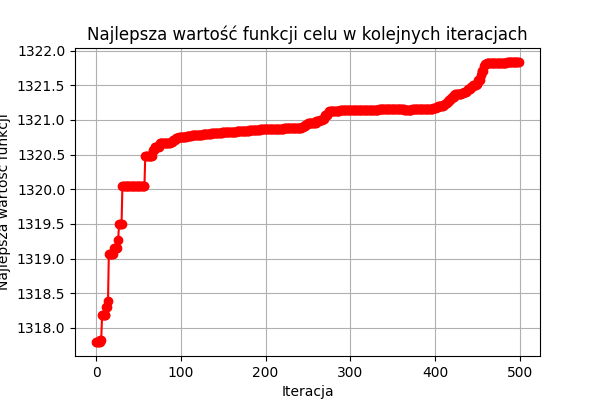 Najlepsza wartość funkcji celu w kolejnych iteracjach
1322.0
1321.5
1321.0
1320.5
1320.0
1319.5
1319.0
1318.5
1318.0
Najlepsza wartość funkcji
0 100 200 300 400 500
Iteracja